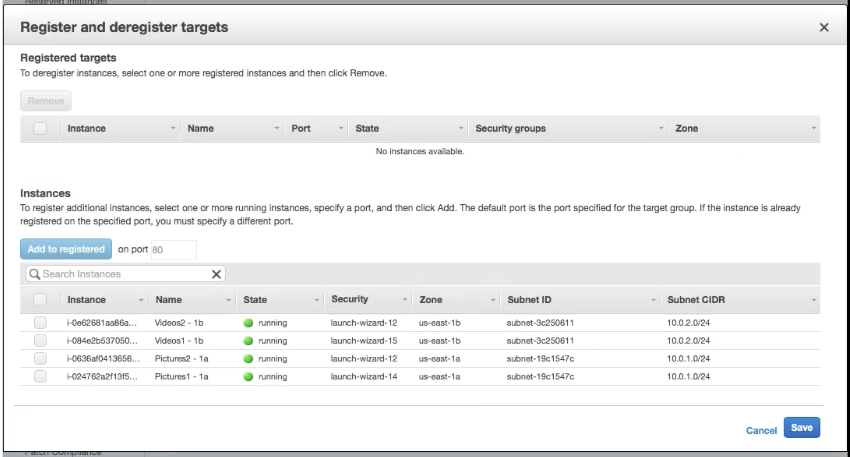 Reserved Instances
Register and deregister targets
Registered targets
To deregister instances, select one or more registered instances and then click Remove.
Remove
Instance Name Port State Security groups Zone
No instances available.
Instances
To register additional instances, select one or more running instances, specify a port, and then click Add. The default port is the port specified for the target group. If the instance is already
registered on the specified port, you must specify a different port.
Add to registered on port 80
Search Instances
Instance Name State Security Zone Subnet ID Subnet CIDR
i-0e62681aa86a... Videos2 - 1b running launch-wizard-12 us-east-1b subnet-3c250611 10.0.2.0/24
i-084e2b537050... Videos1 - 1b running launch-wizard-15 us-east-1b subnet-3c250611 10.0.2.0/24
i-0636af0413656... Pictures2 - 1a running launch-wizard-12 us-east-1a subnet-19c1547c 10.0.1.0/24
i-024762a2f13f5... Pictures1 - 1a running launch-wizard-14 us-east-1a subnet-19c1547c 10.0.1.0/24
Cancel Save
Patch Compliance